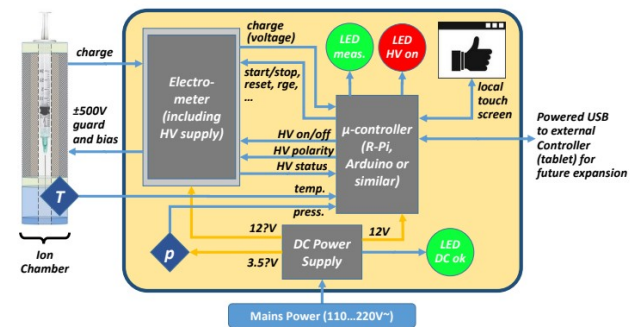 charge
±500V
guard
and bias
T
Ion
Chamber
Electro-
meter
(including
HV supply)
charge
(voltage)
start/stop,
reset, rge,
...
HV on/off
HV polarity
HV status
temp.
press.
p
12?V
3.5?V
12V
DC Power
Supply
LED
meas.
LED
HV on
local
touch
screen
μ-controller
(R-Pi,
Arduino or
similar)
LED
DC ok
Powered USB
to external
Controller
(tablet) for
future expansion
Mains Power (110...220V~)